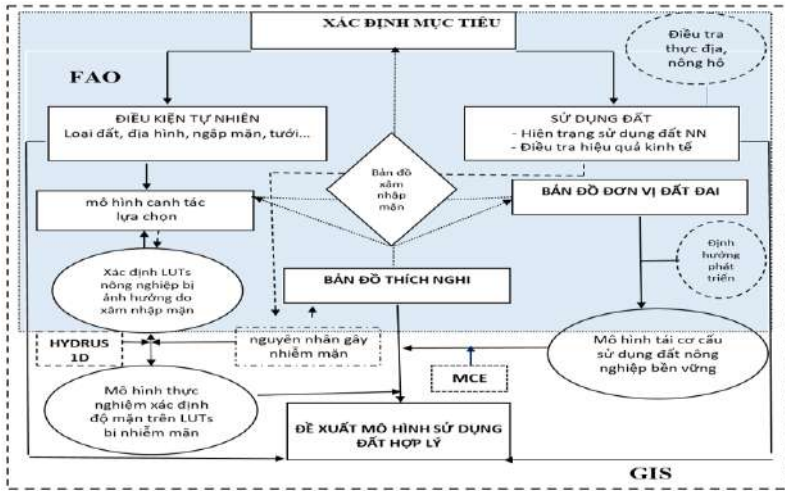 XÁC ĐỊNH MỤC TIÊU
Điều tra
thực địa,
nông hộ
FAO
ĐIỀU KIỆN TỰ NHIÊN
Loại đất, địa hình, ngập mặn, tưới...
SỬ DỤNG ĐẤT
- Hiện trạng sử dụng đất NN
- Điều tra hiệu quả kinh tế
Bản đồ
xâm
nhập
mặn
mô hình canh tác
lựa chọn
BẢN ĐỒ ĐƠN VỊ ĐẤT ĐAI
Định
hướng
phát
triển
Xác định LUTs
nông nghiệp bị
ảnh hưởng do
xâm nhập mặn
BẢN ĐỒ THÍCH NGHI
HYDRUS
1D
nguyên nhân gây
nhiễm mặn
Mô hình tái cơ cấu
sử dụng đất nông
nghiệp bền vững
MCE
Mô hình thực
nghiệm xác định
độ mặn trên LUTs
bị nhiễm mặn
ĐỀ XUẤT MÔ HÌNH SỬ DỤNG
ĐẤT HỢP LÝ
GIS